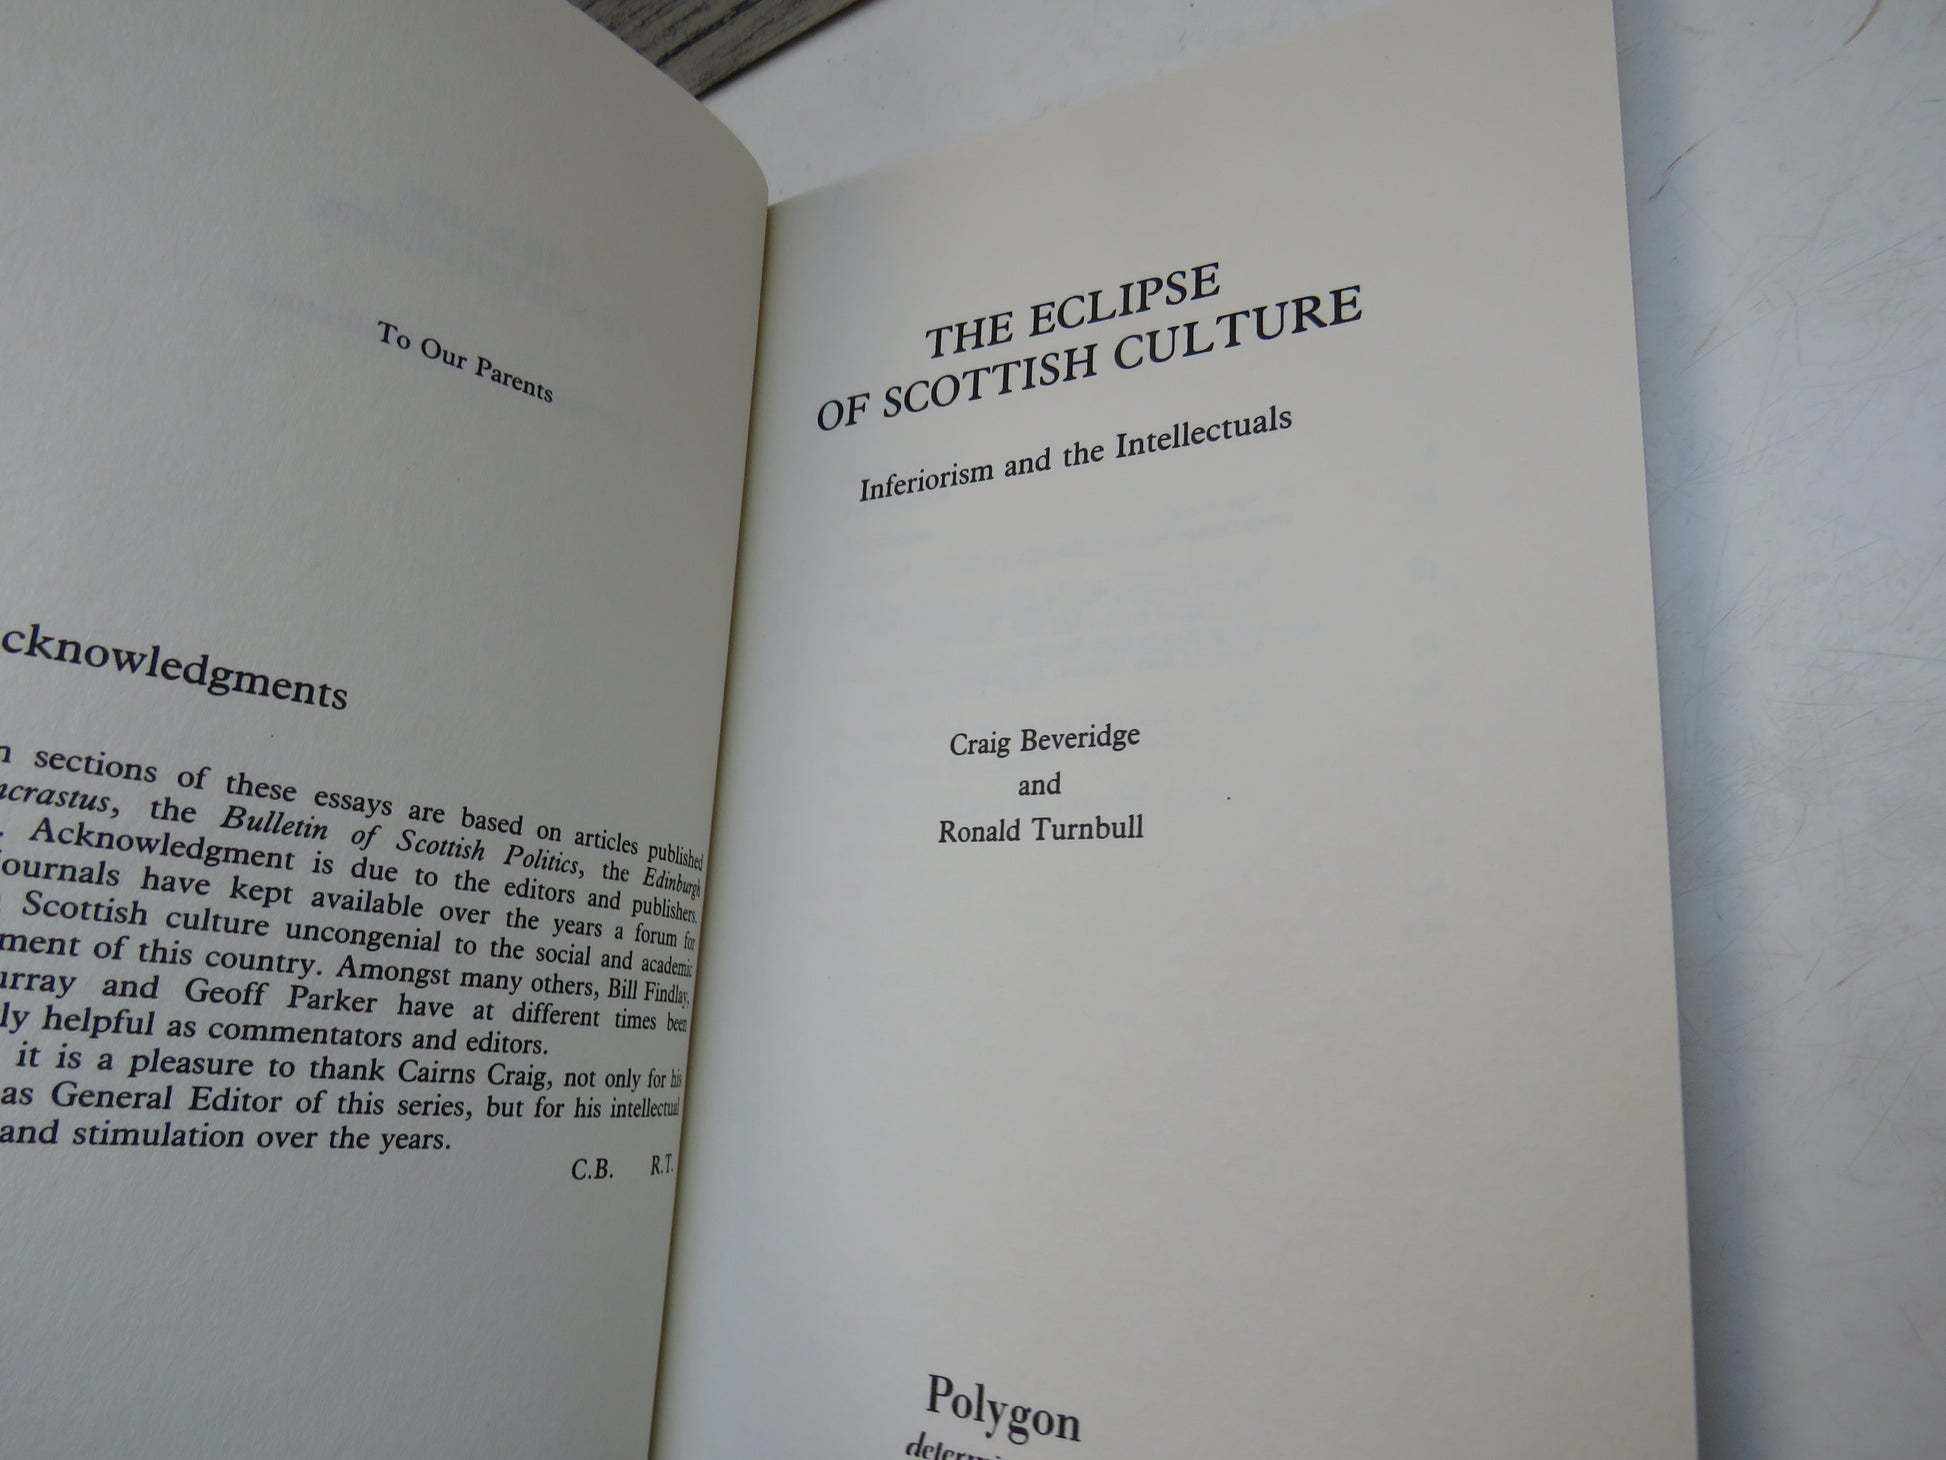 To Our Parents
cknowledgments
sections of these essays are based on articles published
the Bulletin of Scottish Politics, the Edinburgh
Acknowledgment is due to the editors and publishers.
ournals have kept available over the years a forum for
Scottish culture uncongenial to the social and academic
ment of this country. Amongst many others, Bill Findlay,
urray and Geoff Parker have at different times been
ly helpful as commentators and editors.
it is a pleasure to thank Cairns Craig, not only for his
as General Editor of this series, but for his intellectual
and stimulation over the years.
C.B. R.T.
THE ECLIPSE
OF SCOTTISH CULTURE
Inferiorism and the Intellectuals
Craig Beveridge
and
Ronald Turnbull
Polygon